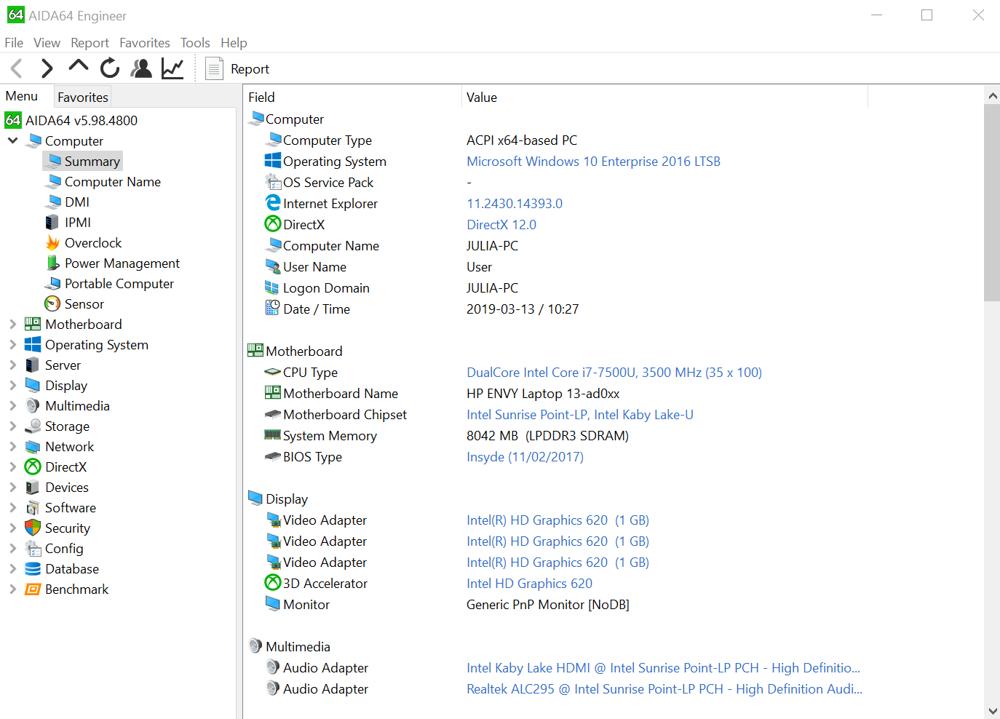 64 AIDA64 Engineer
File View Report Favorites Tools Help
Report
Menu Favorites
64 AIDA64 v5.98.4800
Computer
Summary
Computer Name
DMI
IPMI
Overclock
Power Management
Portable Computer
Sensor
Motherboard
Operating System
Server
Display
Multimedia
Storage
Network
DirectX
Devices
Software
Security
Config
Database
Benchmark
Field Value
Computer
Computer Type ACPI x64-based PC
Operating System Microsoft Windows 10 Enterprise 2016 LTSB
OS Service Pack -
Internet Explorer 11.2430.14393.0
DirectX DirectX 12.0
Computer Name JULIA-PC
User Name User
Logon Domain JULIA-PC
Date / Time 2019-03-13 / 10:27
Motherboard
CPU Type DualCore Intel Core i7-7500U, 3500 MHz (35 x 100)
Motherboard Name HP ENVY Laptop 13-ad0xx
Motherboard Chipset Intel Sunrise Point-LP, Intel Kaby Lake-U
System Memory 8042 MB (LPDDR3 SDRAM)
BIOS Type Insyde (11/02/2017)
Display
Video Adapter Intel(R) HD Graphics 620 (1 GB)
Video Adapter Intel(R) HD Graphics 620 (1 GB)
Video Adapter Intel(R) HD Graphics 620 (1 GB)
3D Accelerator Intel HD Graphics 620
Monitor Generic PnP Monitor [NoDB]
Multimedia
Audio Adapter Intel Kaby Lake HDMI @ Intel Sunrise Point-LP PCH - High Definitio...
Audio Adapter Realtek ALC295 @ Intel Sunrise Point-LP PCH - High Definition Audi...